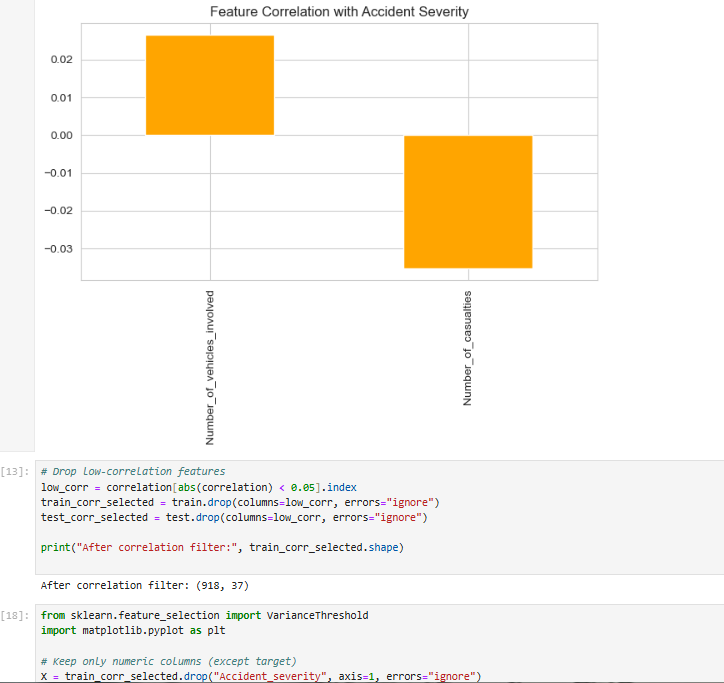 Feature Correlation with Accident Severity
0.02
0.01
0.00
−0.01
−0.02
−0.03
Number_of_vehicles_involved
Number_of_casualties
[13]:
# Drop low-correlation features
low_corr = correlation[abs(correlation) < 0.05].index
train_corr_selected = train.drop(columns=low_corr, errors="ignore")
test_corr_selected = test.drop(columns=low_corr, errors="ignore")
print("After correlation filter:", train_corr_selected.shape)
After correlation filter: (918, 37)
[18]:
from sklearn.feature_selection import VarianceThreshold
import matplotlib.pyplot as plt
# Keep only numeric columns (except target)
X = train_corr_selected.drop("Accident_severity", axis=1, errors="ignore")